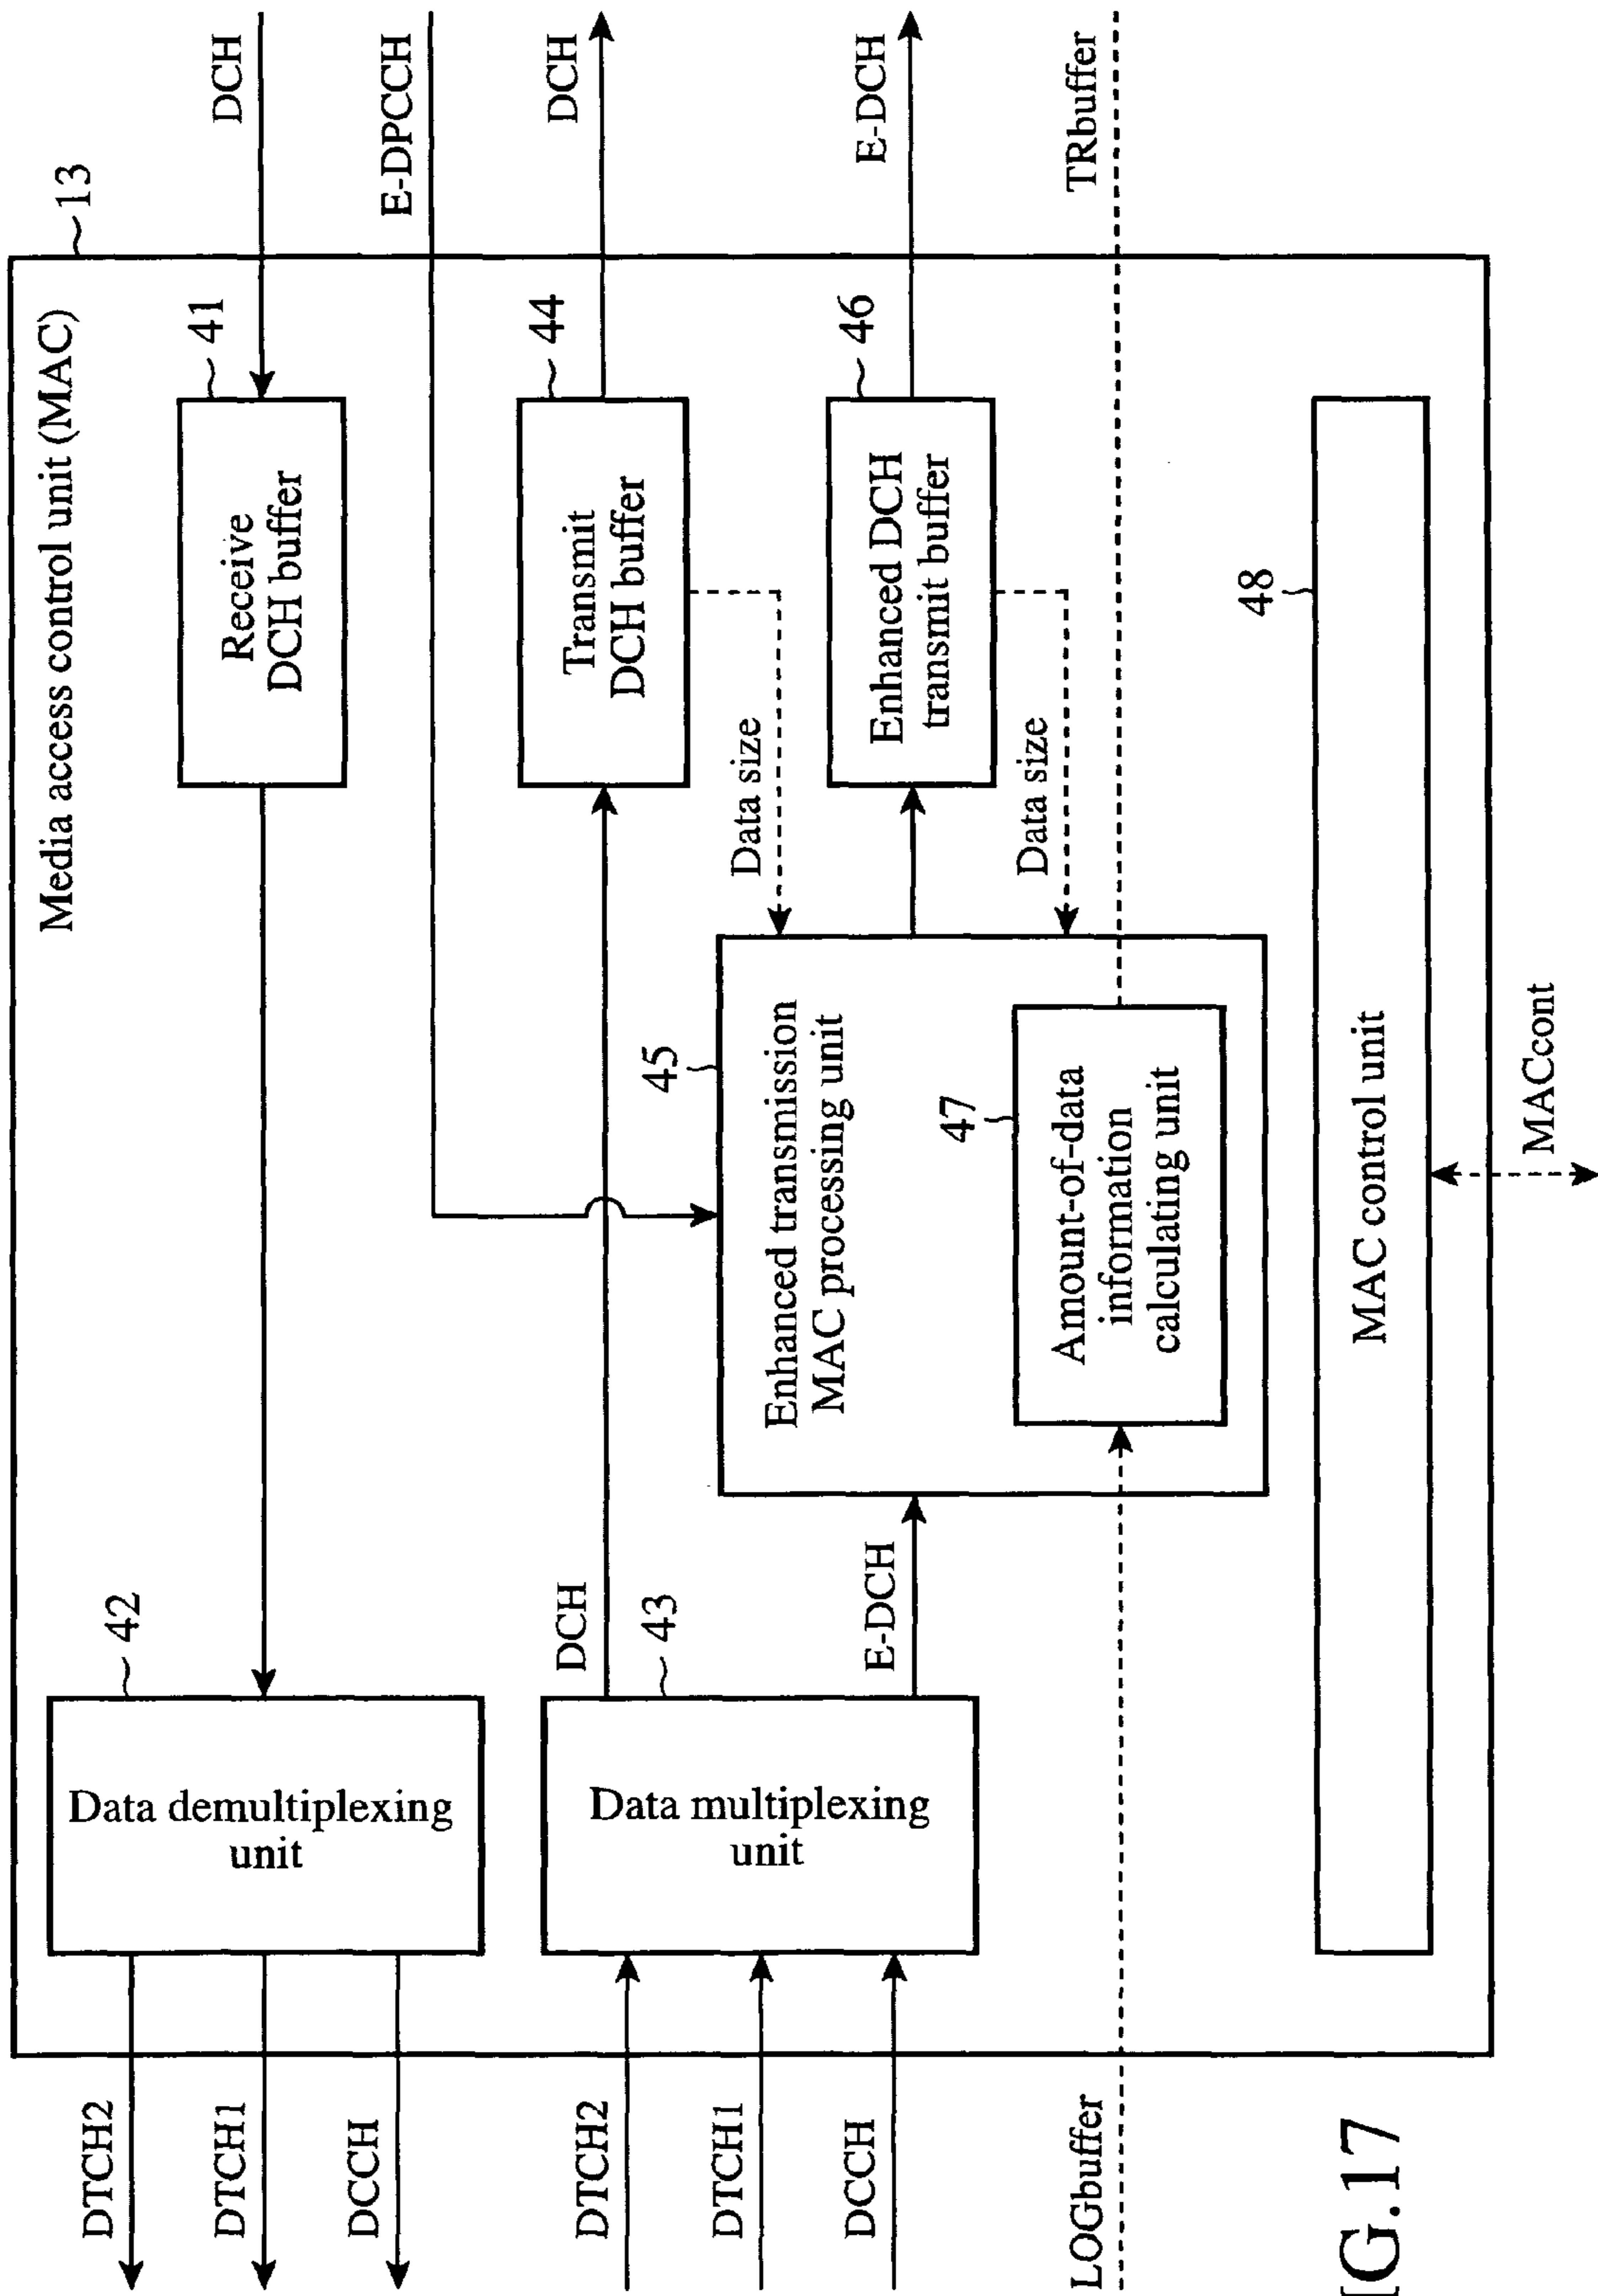 Media access control unit (MAC)
13
DTCH2
DTCH1
DCCH
Data demultiplexing
unit
42
Receive
DCH buffer
41
DCH
E-DPCCH
DTCH2
DTCH1
DCCH
Data multiplexing
unit
43
DCH
E-DCH
Transmit
DCH buffer
44
DCH
Data size
Enhanced transmission
MAC processing unit
45
Enhanced DCH
transmit buffer
46
E-DCH
Data size
Amount-of-data
information
calculating unit
47
LOGbuffer
TRbuffer
MAC control unit
48
MACcont
IG.17